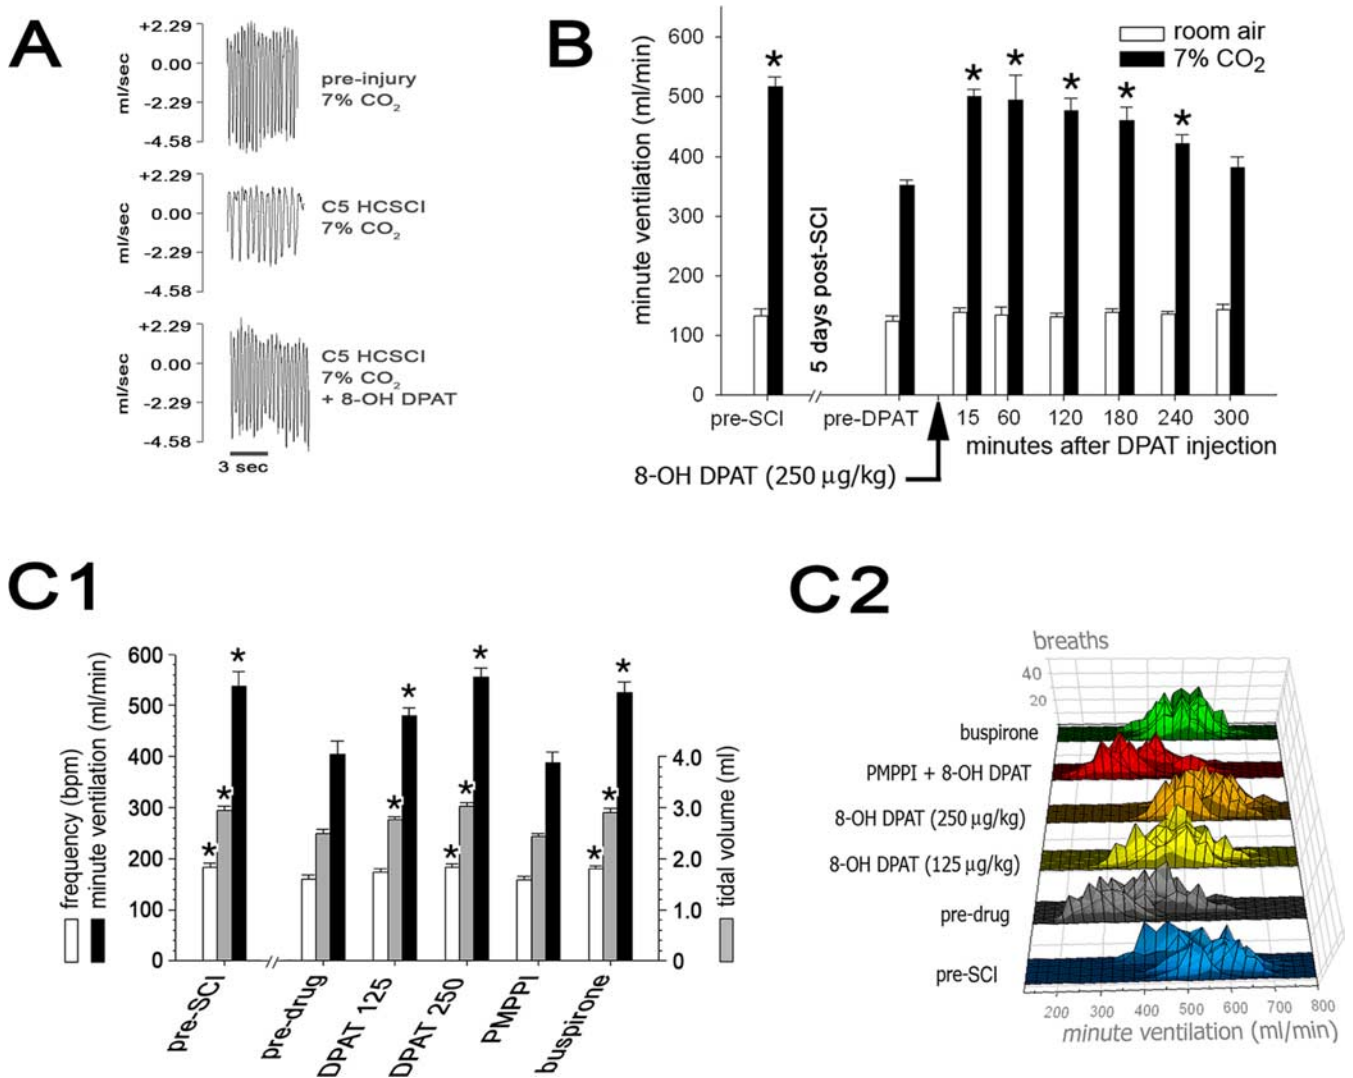 A
+2.29
0.00
-2.29
-4.58
ml/sec
pre-injury
7% CO2
+2.29
0.00
-2.29
-4.58
ml/sec
C5 HCSCI
7% CO2
+2.29
0.00
-2.29
-4.58
ml/sec
C5 HCSCI
7% CO2
+ 8-OH DPAT
3 sec
B
minute ventilation (ml/min)
600
500
400
300
200
100
0
room air
7% CO2
* * * * * *
5 days post-SCI
pre-SCI // pre-DPAT 15 60 120 180 240 300
minutes after DPAT injection
8-OH DPAT (250 µg/kg)
C1
frequency (bpm)
minute ventilation (ml/min)
600
500
400
300
200
100
0
* * * * * * * * * * *
4.0
3.0
2.0
1.0
0
tidal volume (ml)
pre-SCI // pre-drug DPAT 125 DPAT 250 PMPPI buspirone
C2
breaths
40
20
buspirone
PMPPI + 8-OH DPAT
8-OH DPAT (250 µg/kg)
8-OH DPAT (125 µg/kg)
pre-drug
pre-SCI
200 300 400 500 600 700 800
minute ventilation (ml/min)